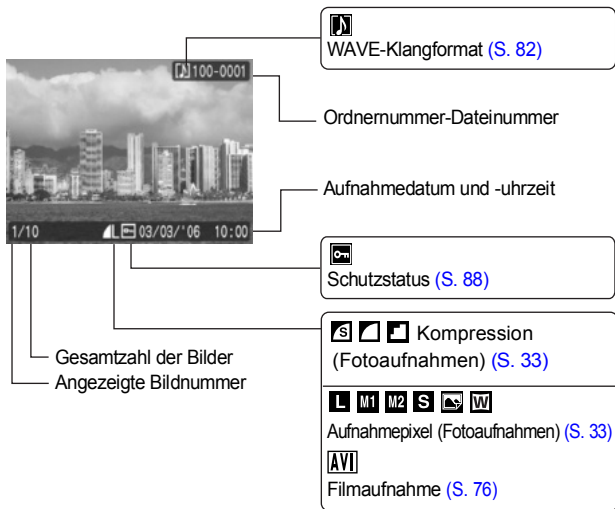 WAVE-Klangformat (S. 82)
100-0001
Ordnernummer-Dateinummer
Aufnahmedatum und -uhrzeit
1/10 L 03/03/'06 10:00
Schutzstatus (S. 88)
S Kompression
(Fotoaufnahmen) (S. 33)
Gesamtzahl der Bilder
Angezeigte Bildnummer
L M1 M2 S W
Aufnahmepixel (Fotoaufnahmen) (S. 33)
AVI
Filmaufnahme (S. 76)